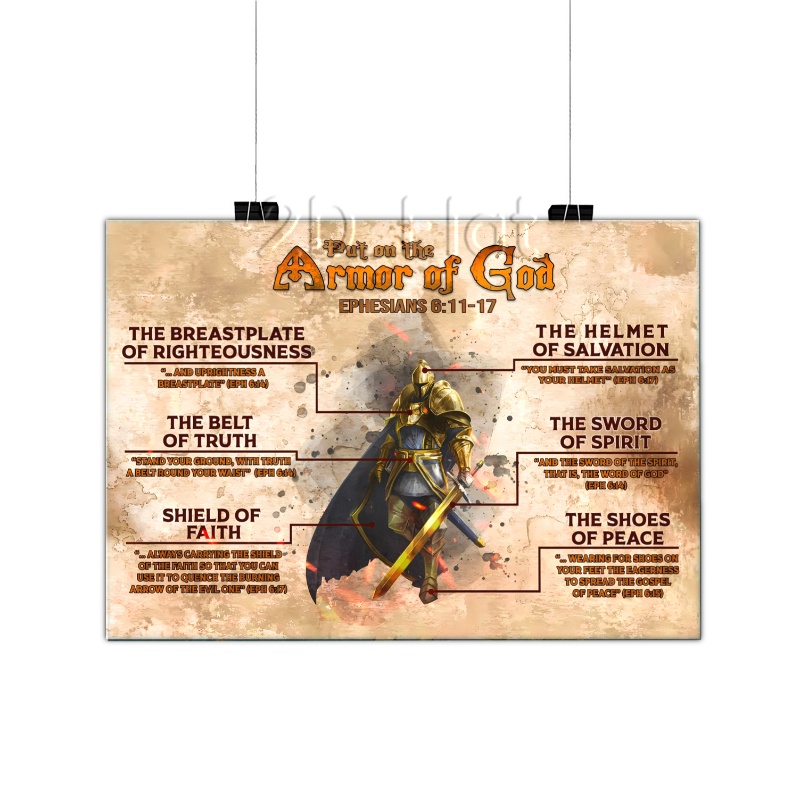 2D Hat
Put on the
Armor of God
EPHESIANS 6:11-17
THE BREASTPLATE
OF RIGHTEOUSNESS
"... AND UPRIGHTNESS A
BREASTPLATE" (EPH 6:14)
THE BELT
OF TRUTH
"STAND YOUR GROUND, WITH TRUTH
A BELT ROUND YOUR WAIST" (EPH 6:14)
SHIELD OF
FAITH
"... ALWAYS CARRYING THE SHIELD
OF THE FAITH SO THAT YOU CAN
USE IT TO QUENCH THE BURNING
ARROW OF THE EVIL ONE" (EPH 6:17)
THE HELMET
OF SALVATION
"YOU MUST TAKE SALVATION AS
YOUR HELMET" (EPH 6:17)
THE SWORD
OF SPIRIT
"AND THE SWORD OF THE SPIRIT,
THAT IS, THE WORD OF GOD"
(EPH 6:14)
THE SHOES
OF PEACE
"... WEARING FOR SHOES ON
YOUR FEET THE EAGERNESS
TO SPREAD THE GOSPEL
OF PEACE" (EPH 6:15)